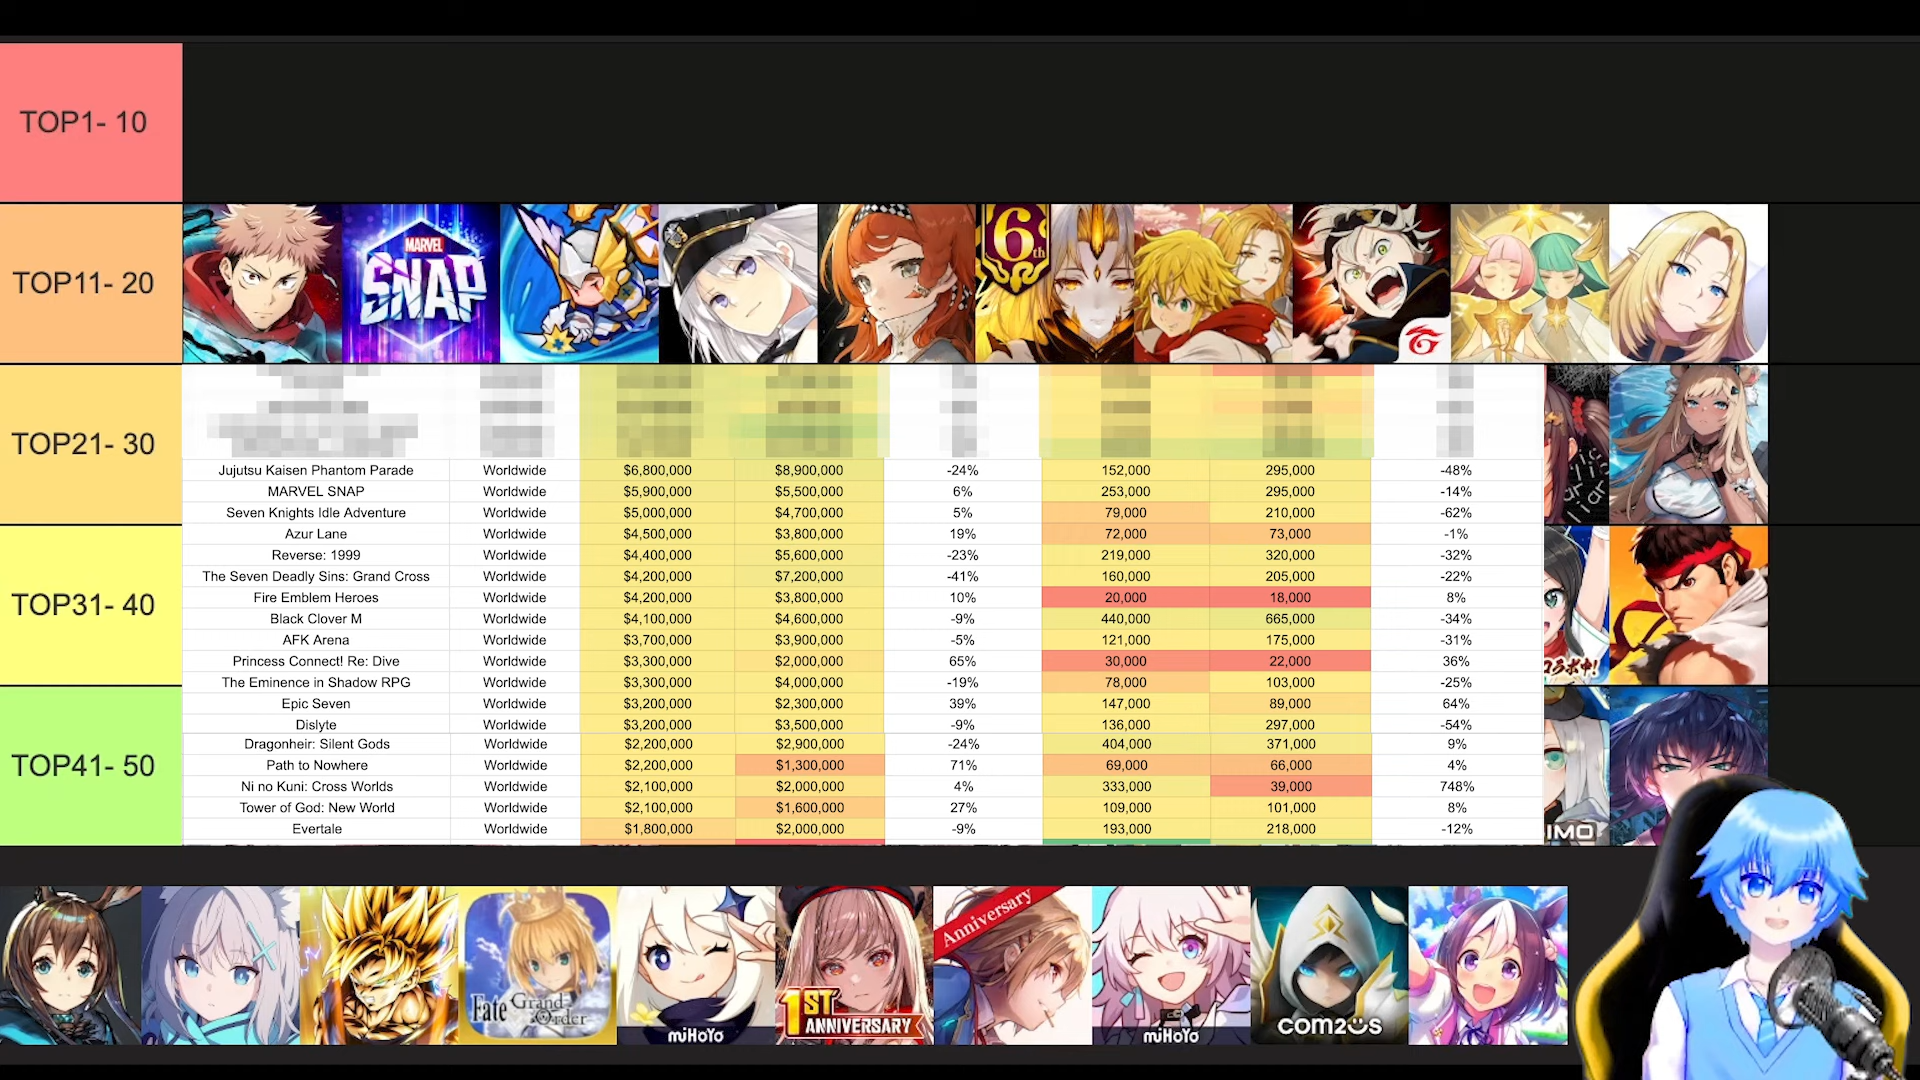 TOP1- 10
TOP11- 20
MARVEL
SNAP
6th
TOP21- 30
TOP31- 40
TOP41- 50
Jujutsu Kaisen Phantom Parade Worldwide $6,800,000 $8,900,000 -24% 152,000 295,000 -48%
MARVEL SNAP Worldwide $5,900,000 $5,500,000 6% 253,000 295,000 -14%
Seven Knights Idle Adventure Worldwide $5,000,000 $4,700,000 5% 79,000 210,000 -62%
Azur Lane Worldwide $4,500,000 $3,800,000 19% 72,000 73,000 -1%
Reverse: 1999 Worldwide $4,400,000 $5,600,000 -23% 219,000 320,000 -32%
The Seven Deadly Sins: Grand Cross Worldwide $4,200,000 $7,200,000 -41% 160,000 205,000 -22%
Fire Emblem Heroes Worldwide $4,200,000 $3,800,000 10% 20,000 18,000 8%
Black Clover M Worldwide $4,100,000 $4,600,000 -9% 440,000 665,000 -34%
AFK Arena Worldwide $3,700,000 $3,900,000 -5% 121,000 175,000 -31%
Princess Connect! Re: Dive Worldwide $3,300,000 $2,000,000 65% 30,000 22,000 36%
The Eminence in Shadow RPG Worldwide $3,300,000 $4,000,000 -19% 78,000 103,000 -25%
Epic Seven Worldwide $3,200,000 $2,300,000 39% 147,000 89,000 64%
Dislyte Worldwide $3,200,000 $3,500,000 -9% 136,000 297,000 -54%
Dragonheir: Silent Gods Worldwide $2,200,000 $2,900,000 -24% 404,000 371,000 9%
Path to Nowhere Worldwide $2,200,000 $1,300,000 71% 69,000 66,000 4%
Ni no Kuni: Cross Worlds Worldwide $2,100,000 $2,000,000 4% 333,000 39,000 748%
Tower of God: New World Worldwide $2,100,000 $1,600,000 27% 109,000 101,000 8%
Evertale Worldwide $1,800,000 $2,000,000 -9% 193,000 218,000 -12%
コラボ中!
IMO
Fate Grand Order
miHoYo
1ST ANNIVERSARY
Anniversary
miHoYo
COM2US